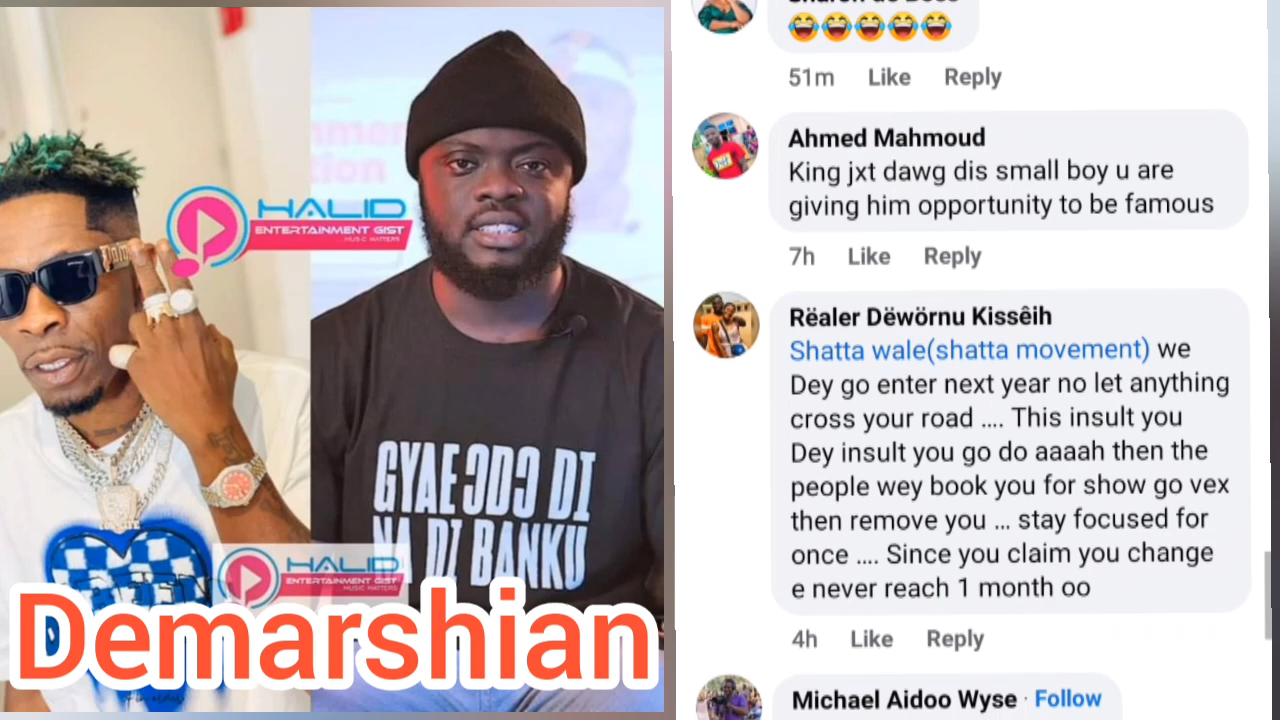 HALID
ENTERTAINMENT GIST
MUSIC MATTERS
GYAE ƆDƆ DI
NA DI BANKU
HALID
ENTERTAINMENT GIST
MUSIC MATTERS
Demarshian
😂😂😂😂😂
51m Like Reply
Ahmed Mahmoud
King jxt dawg dis small boy u are
giving him opportunity to be famous
7h Like Reply
Rëaler Dëwörnu Kissêih
Shatta wale(shatta movement) we
Dey go enter next year no let anything
cross your road .... This insult you
Dey insult you go do aaaah then the
people wey book you for show go vex
then remove you ... stay focused for
once .... Since you claim you change
e never reach 1 month oo
4h Like Reply
Michael Aidoo Wyse · Follow